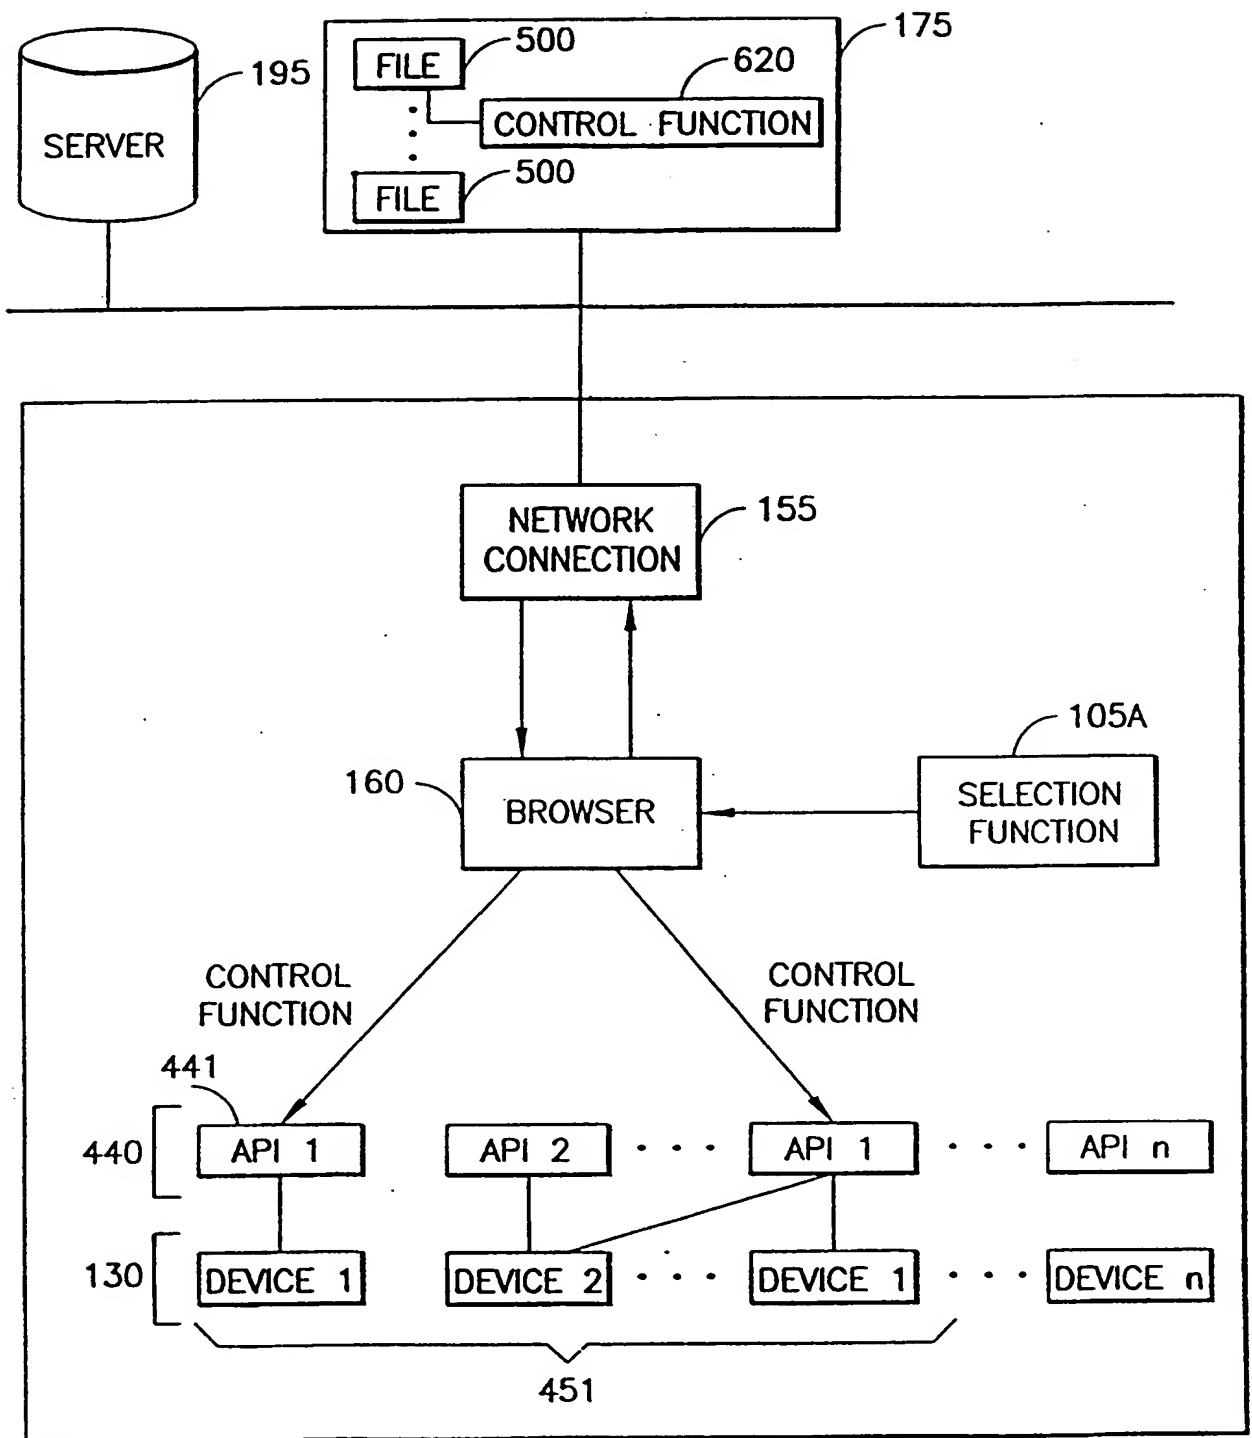 175
500
FILE
620
195
CONTROL FUNCTION
SERVER
500
FILE
155
NETWORK
CONNECTION
105A
160
BROWSER
SELECTION
FUNCTION
CONTROL
FUNCTION
CONTROL
FUNCTION
441
440
API 1
API 2
API 1
API n
130
DEVICE 1
DEVICE 2
DEVICE 1
DEVICE n
451